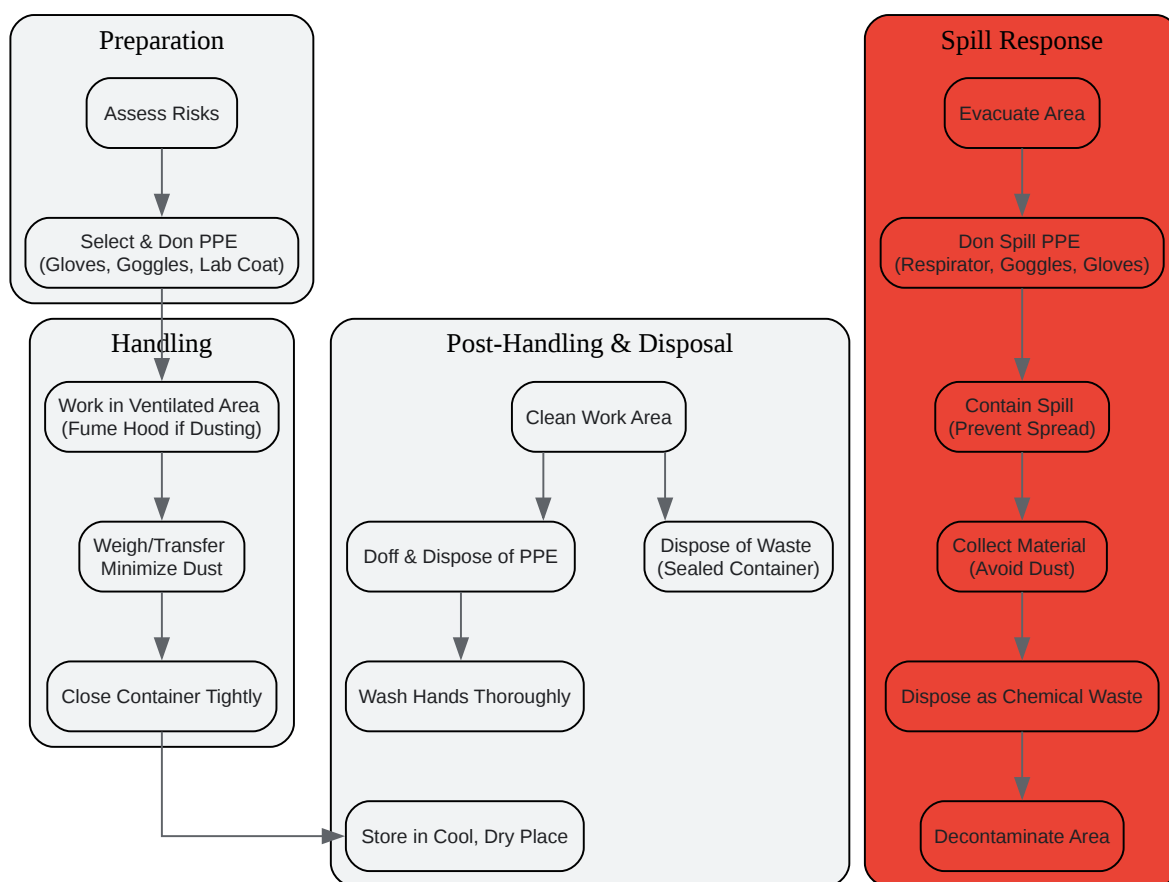 Preparation
Assess Risks
Select & Don PPE
(Gloves, Goggles, Lab Coat)
Handling
Work in Ventilated Area
(Fume Hood if Dusting)
Weigh/Transfer
Minimize Dust
Close Container Tightly
Post-Handling & Disposal
Clean Work Area
Doff & Dispose of PPE
Dispose of Waste
(Sealed Container)
Wash Hands Thoroughly
Store in Cool, Dry Place
Spill Response
Evacuate Area
Don Spill PPE
(Respirator, Goggles, Gloves)
Contain Spill
(Prevent Spread)
Collect Material
(Avoid Dust)
Dispose as Chemical Waste
Decontaminate Area